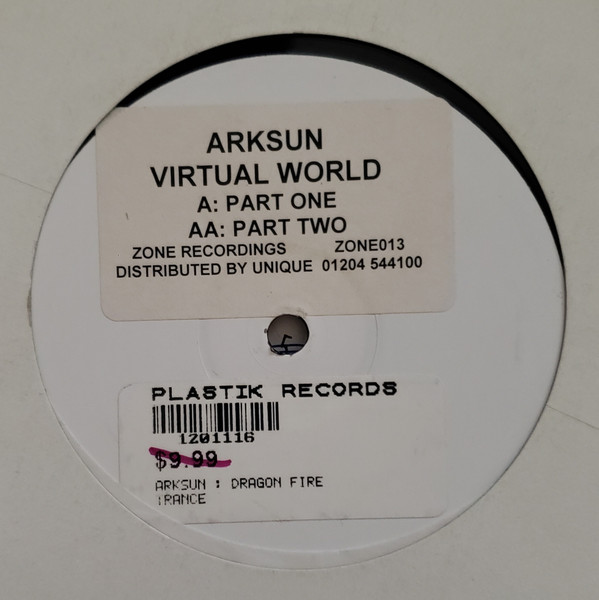 ARKSUN
VIRTUAL WORLD
A: PART ONE
AA: PART TWO
ZONE RECORDINGS ZONE013
DISTRIBUTED BY UNIQUE 01204 544100
PLASTIK RECORDS
1201116
$9.99
ARKSUN : DRAGON FIRE
TRANCE